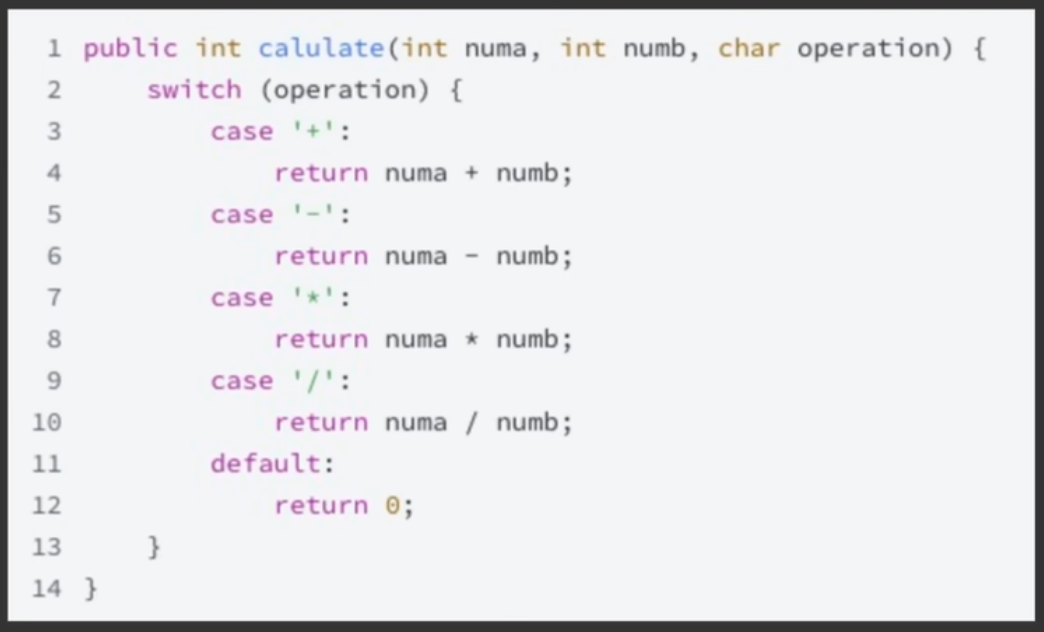 1 public int calulate(int numa, int numb, char operation) {
2     switch (operation) {
3         case '+':
4             return numa + numb;
5         case '-':
6             return numa - numb;
7         case '*':
8             return numa * numb;
9         case '/':
10             return numa / numb;
11         default:
12             return 0;
13     }
14 }